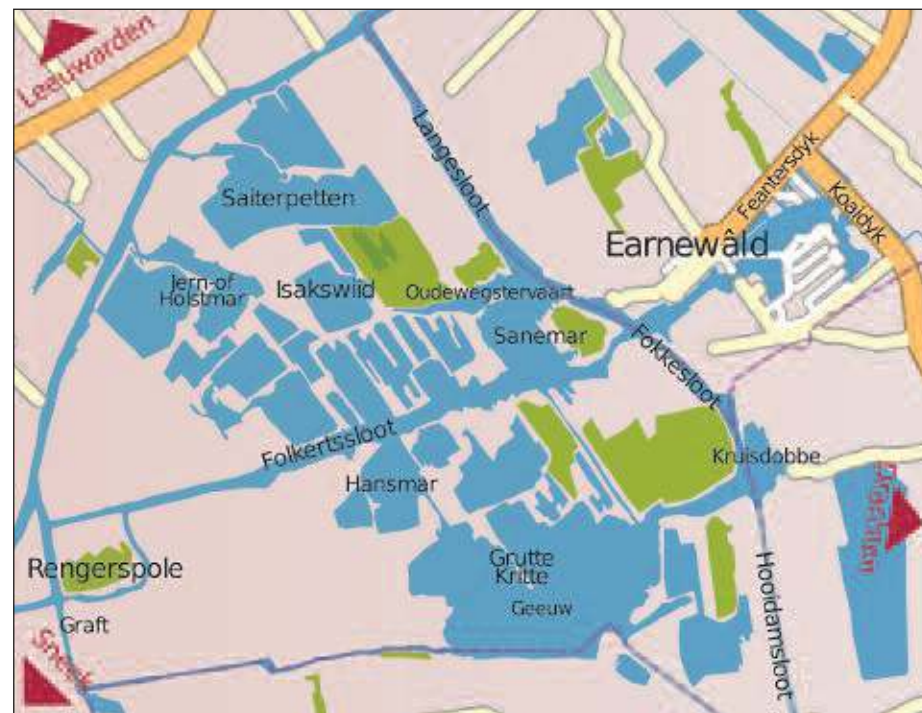 Leeuwarden
Langesloot
Feantersdyk
Koaidyk
Saiterpetten
Earnewâld
Jern-of
Holstmar
Isakswiid
Oudewegstervaart
Sanemar
Fokkesloot
Folkertssloot
Kruisdobbe
Hansmar
Grutte
Kritte
Rengerspole
Geeuw
Hooidamsloot
Graft
Sneek